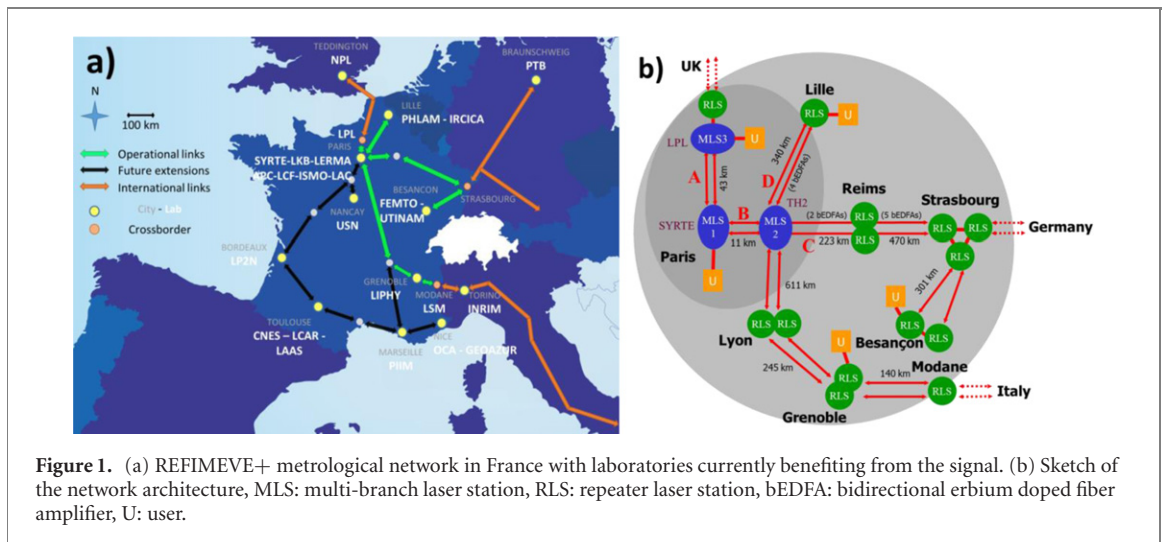 a)
N
100 km
Operational links
Future extensions
International links
City - Lab
Crossborder
TEDDINGTON
NPL
BRAUNSCHWEIG
PTB
LILLE
PHLAM - IRCICA
LPL
PARIS
SYRTE-LKB-LERMA
APC-LCF-ISMO-LAC
BESANCON
FEMTO -
UTINAM
STRASBOURG
NANCAY
USN
BORDEAUX
LP2N
GRENOBLE
LIPHY
MODANE
LSM
TORINO
INRIM
TOULOUSE
CNES – LCAR -
LAAS
MARSEILLE
PIIM
NICE
OCA - GEOAZUR
b)
UK
RLS
Lille
RLS
U
LPL
MLS3
U
A
43 km
340 km
(4 bEDFAs)
D
TH2
SYRTE
MLS
1
B
11 km
MLS
2
Paris
U
Reims
(2 bEDFAs)
RLS
(5 bEDFAs)
RLS
C
223 km
470 km
Strasbourg
RLS
RLS
RLS
Germany
301 km
U
RLS
Besançon
RLS
611 km
Lyon
RLS
RLS
245 km
U
RLS
RLS
Grenoble
140 km
Modane
RLS
Italy
Figure 1. (a) REFIMEVE+ metrological network in France with laboratories currently benefiting from the signal. (b) Sketch of
the network architecture, MLS: multi-branch laser station, RLS: repeater laser station, bEDFA: bidirectional erbium doped fiber
amplifier, U: user.